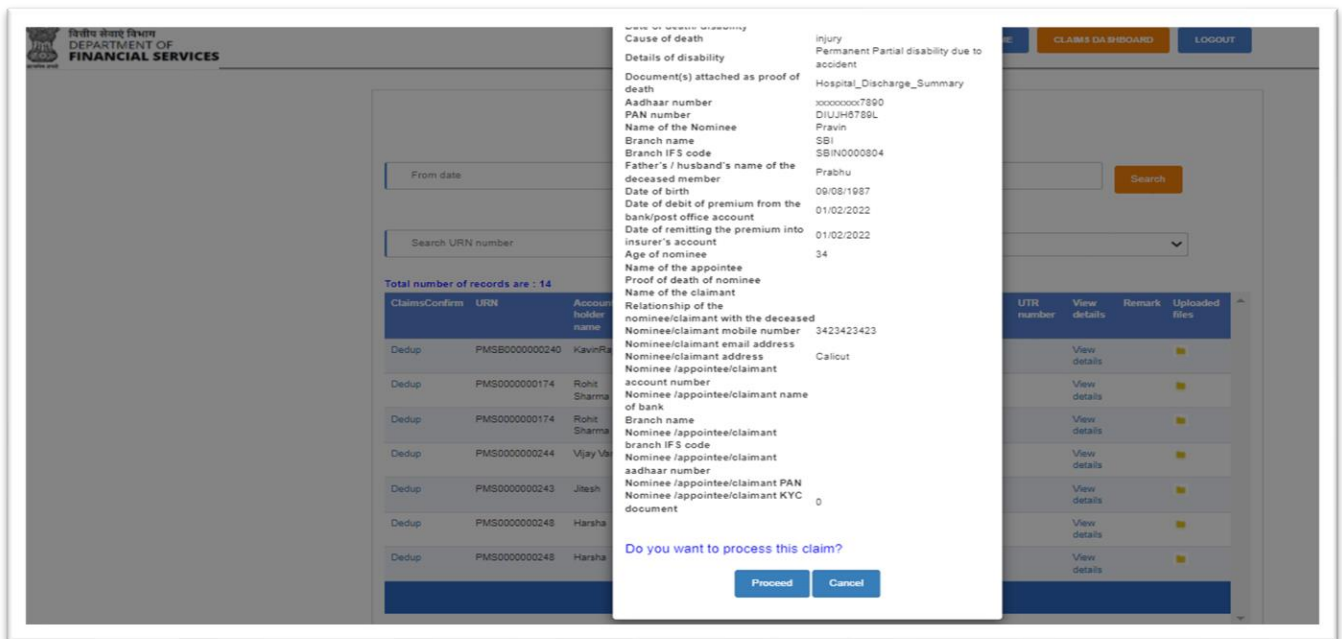 वित्तीय सेवाएं विभाग
DEPARTMENT OF
FINANCIAL SERVICES
CLAIMS DASHBOARD
LOGOUT
Cause of death injury
Details of disability Permanent Partial disability due to accident
Document(s) attached as proof of death Hospital_Discharge_Summary
Aadhaar number xxxxxxxx7890
PAN number DIUJH6789L
Name of the Nominee Pravin
Branch name SBI
Branch IFS code SBIN0000804
Father's / husband's name of the deceased member Prabhu
Date of birth 09/08/1987
Date of debit of premium from the bank/post office account 01/02/2022
Date of remitting the premium into insurer's account 01/02/2022
Age of nominee 34
Name of the appointee
Proof of death of nominee
Name of the claimant
Relationship of the nominee/claimant with the deceased
Nominee/claimant mobile number 3423423423
Nominee/claimant email address
Nominee/claimant address Calicut
Nominee /appointee/claimant account number
Nominee /appointee/claimant name of bank
Branch name
Nominee /appointee/claimant branch IFS code
Nominee /appointee/claimant aadhaar number
Nominee /appointee/claimant PAN
Nominee /appointee/claimant KYC document 0
Do you want to process this claim?
Proceed Cancel
From date
Search
Search URN number
Total number of records are : 14
ClaimsConfirm URN Account holder name UTR number View details Remark Uploaded files
Dedup PMSB0000000240 KavinRa View details
Dedup PMS0000000174 Rohit Sharma View details
Dedup PMS0000000174 Rohit Sharma View details
Dedup PMS0000000244 Vijay View details
Dedup PMS0000000243 Jitesh View details
Dedup PMS0000000248 Harsha View details
Dedup PMS0000000248 Harsha View details